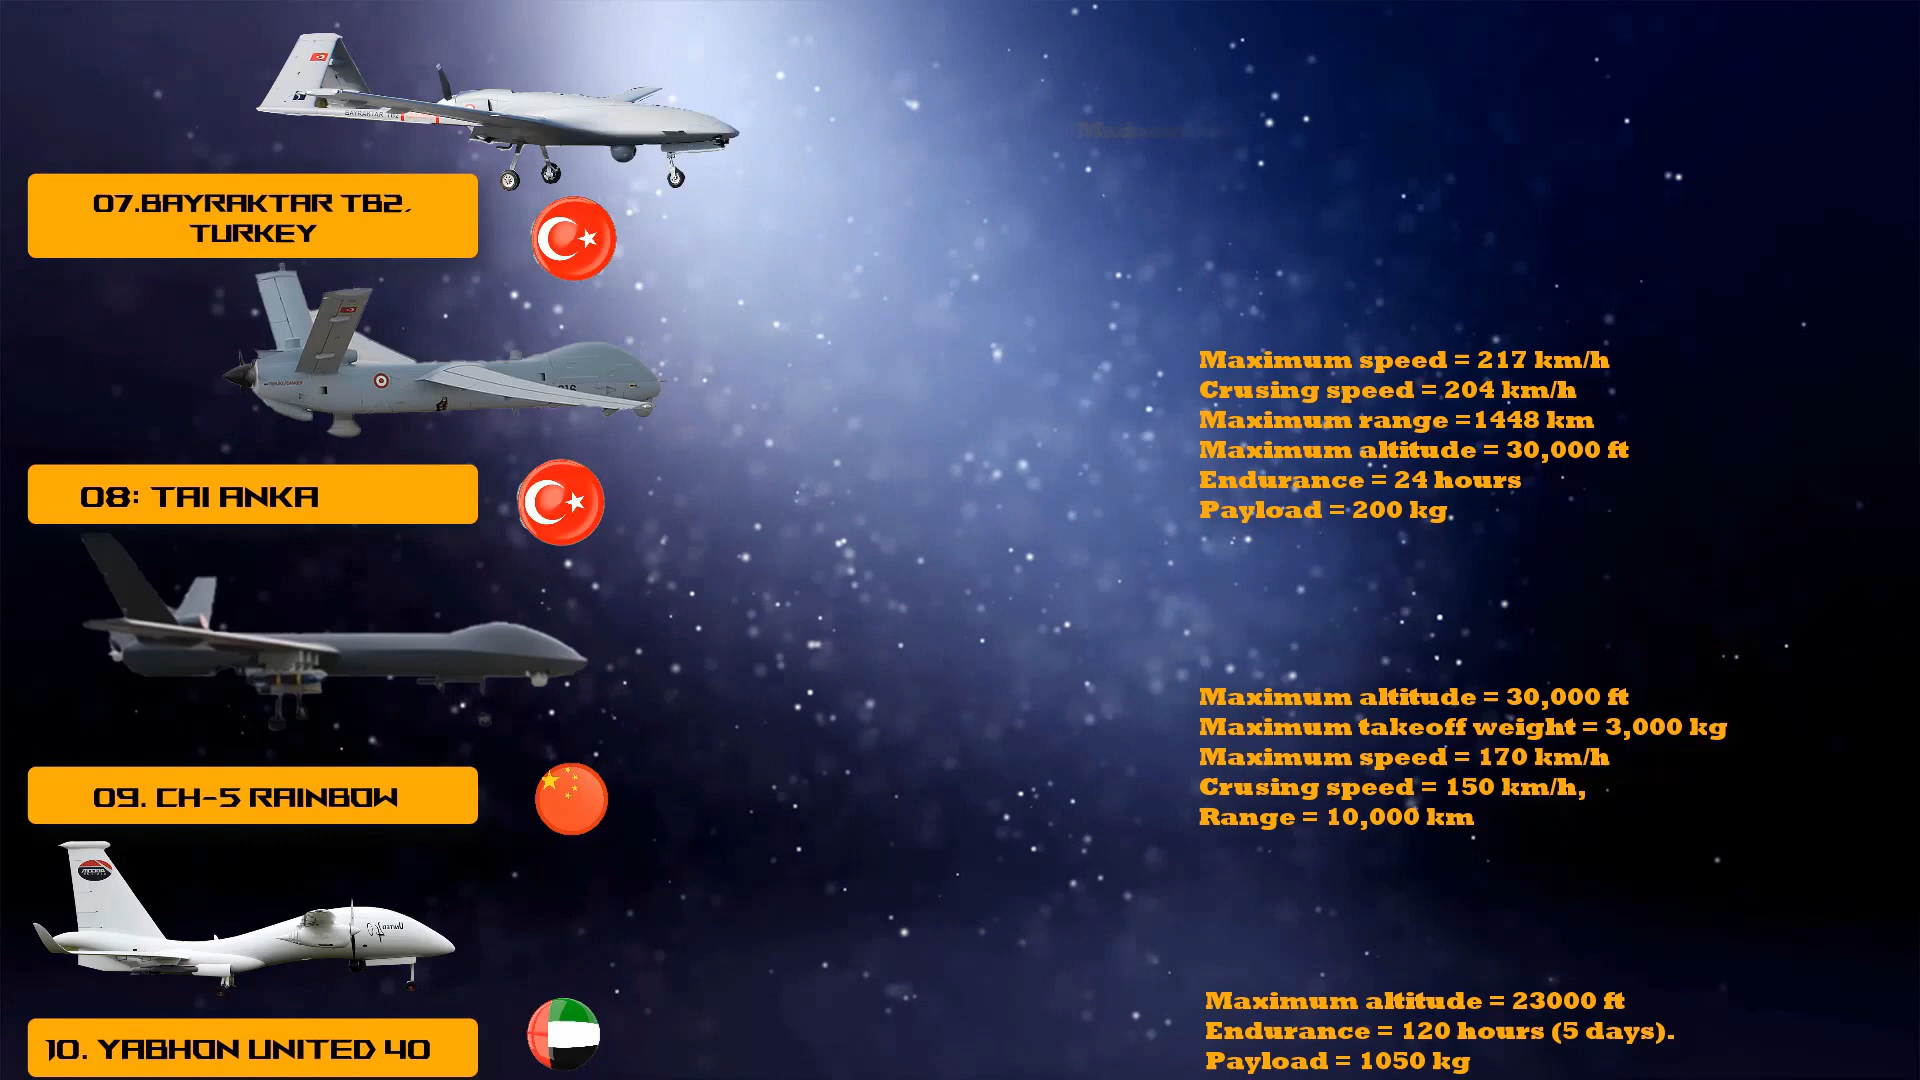 BAYRAKTAR TB2
07.BAYRAKTAR TB2,
TURKEY
Maximum speed = 217 km/h
Crusing speed = 204 km/h
Maximum range =1448 km
Maximum altitude = 30,000 ft
Endurance = 24 hours
Payload = 200 kg.
08: TAI ANKA
Maximum altitude = 30,000 ft
Maximum takeoff weight = 3,000 kg
Maximum speed = 170 km/h
Crusing speed = 150 km/h,
Range = 10,000 km
09. CH-5 RAINBOW
Maximum altitude = 23000 ft
Endurance = 120 hours (5 days).
Payload = 1050 kg
10. YABHON UNITED 40